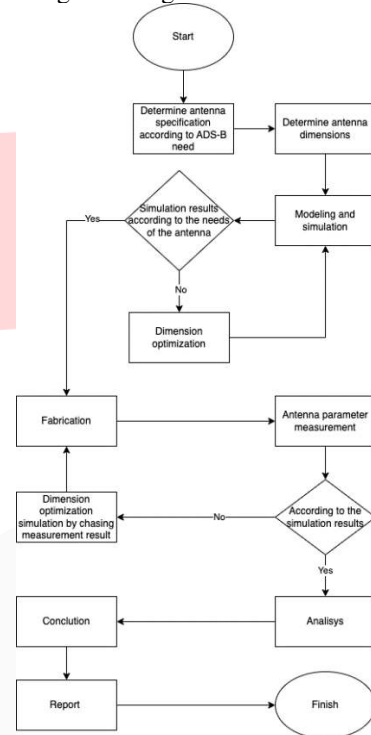 Start
Determine antenna
specification
according to ADS-B
need
Determine antenna
dimensions
Simulation results
according to the needs
of the antenna
Modeling and
simulation
Yes
No
Dimension
optimization
Fabrication
Antenna parameter
measurement
Dimension
optimization
simulation by chasing
measurement result
No
According to the
simulation results
Yes
Conclution
Analisys
Report
Finish